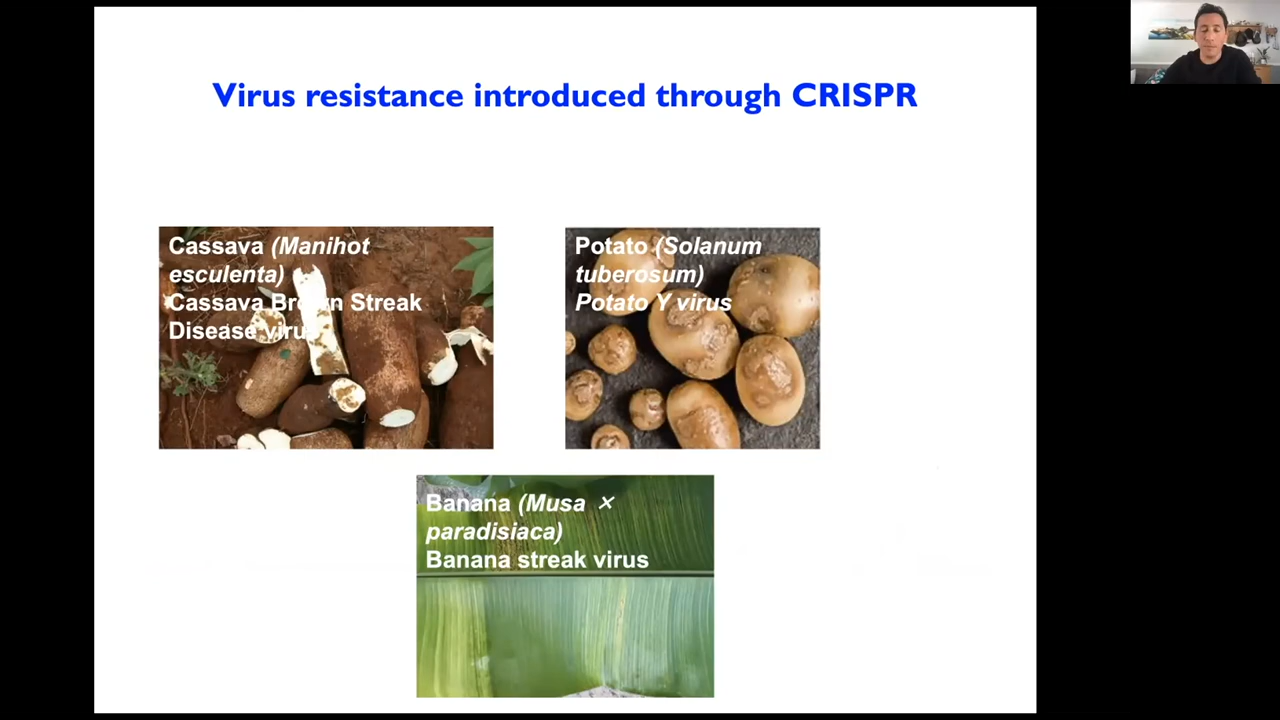 Virus resistance introduced through CRISPR
Cassava (Manihot
esculenta)
Cassava Brown Streak
Disease virus
Potato (Solanum
tuberosum)
Potato Y virus
Banana (Musa ×
paradisiaca)
Banana streak virus